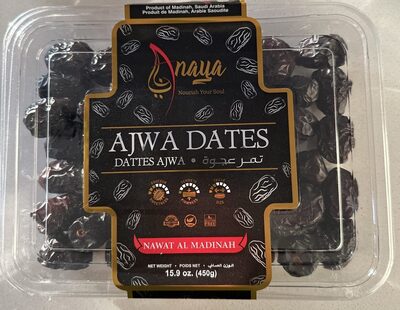 Product of Madinah, Saudi Arabia
Produit de Madinah, Arabie Saoudite
naya
Nourish Your Soul
AJWA DATES
DATTES AJWA • تمر عجوة
NAWAT AL MADINAH
NET WEIGHT • POIDS NET • الوزن الصافي
15.9 oz. (450g)